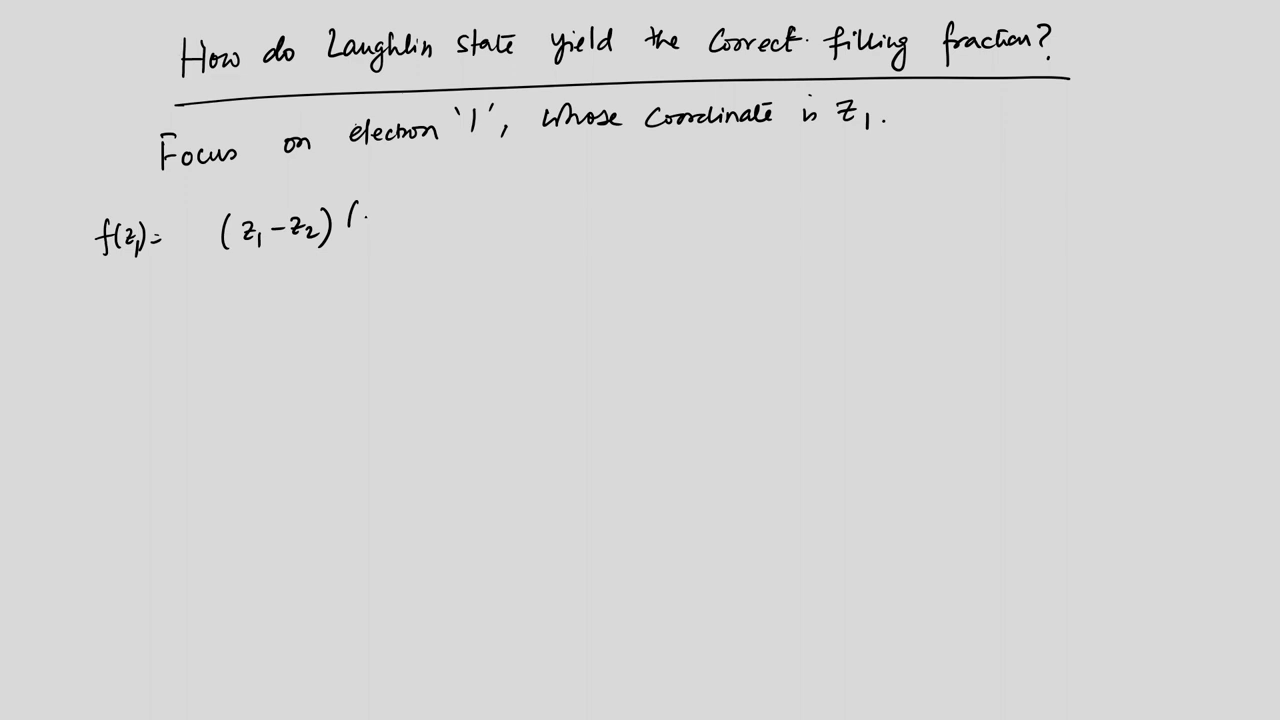 How do Laughlin state yield the correct filling fraction?
Focus on electron '1', whose coordinate is z₁.
f(z₁) = (z₁ - z₂) (